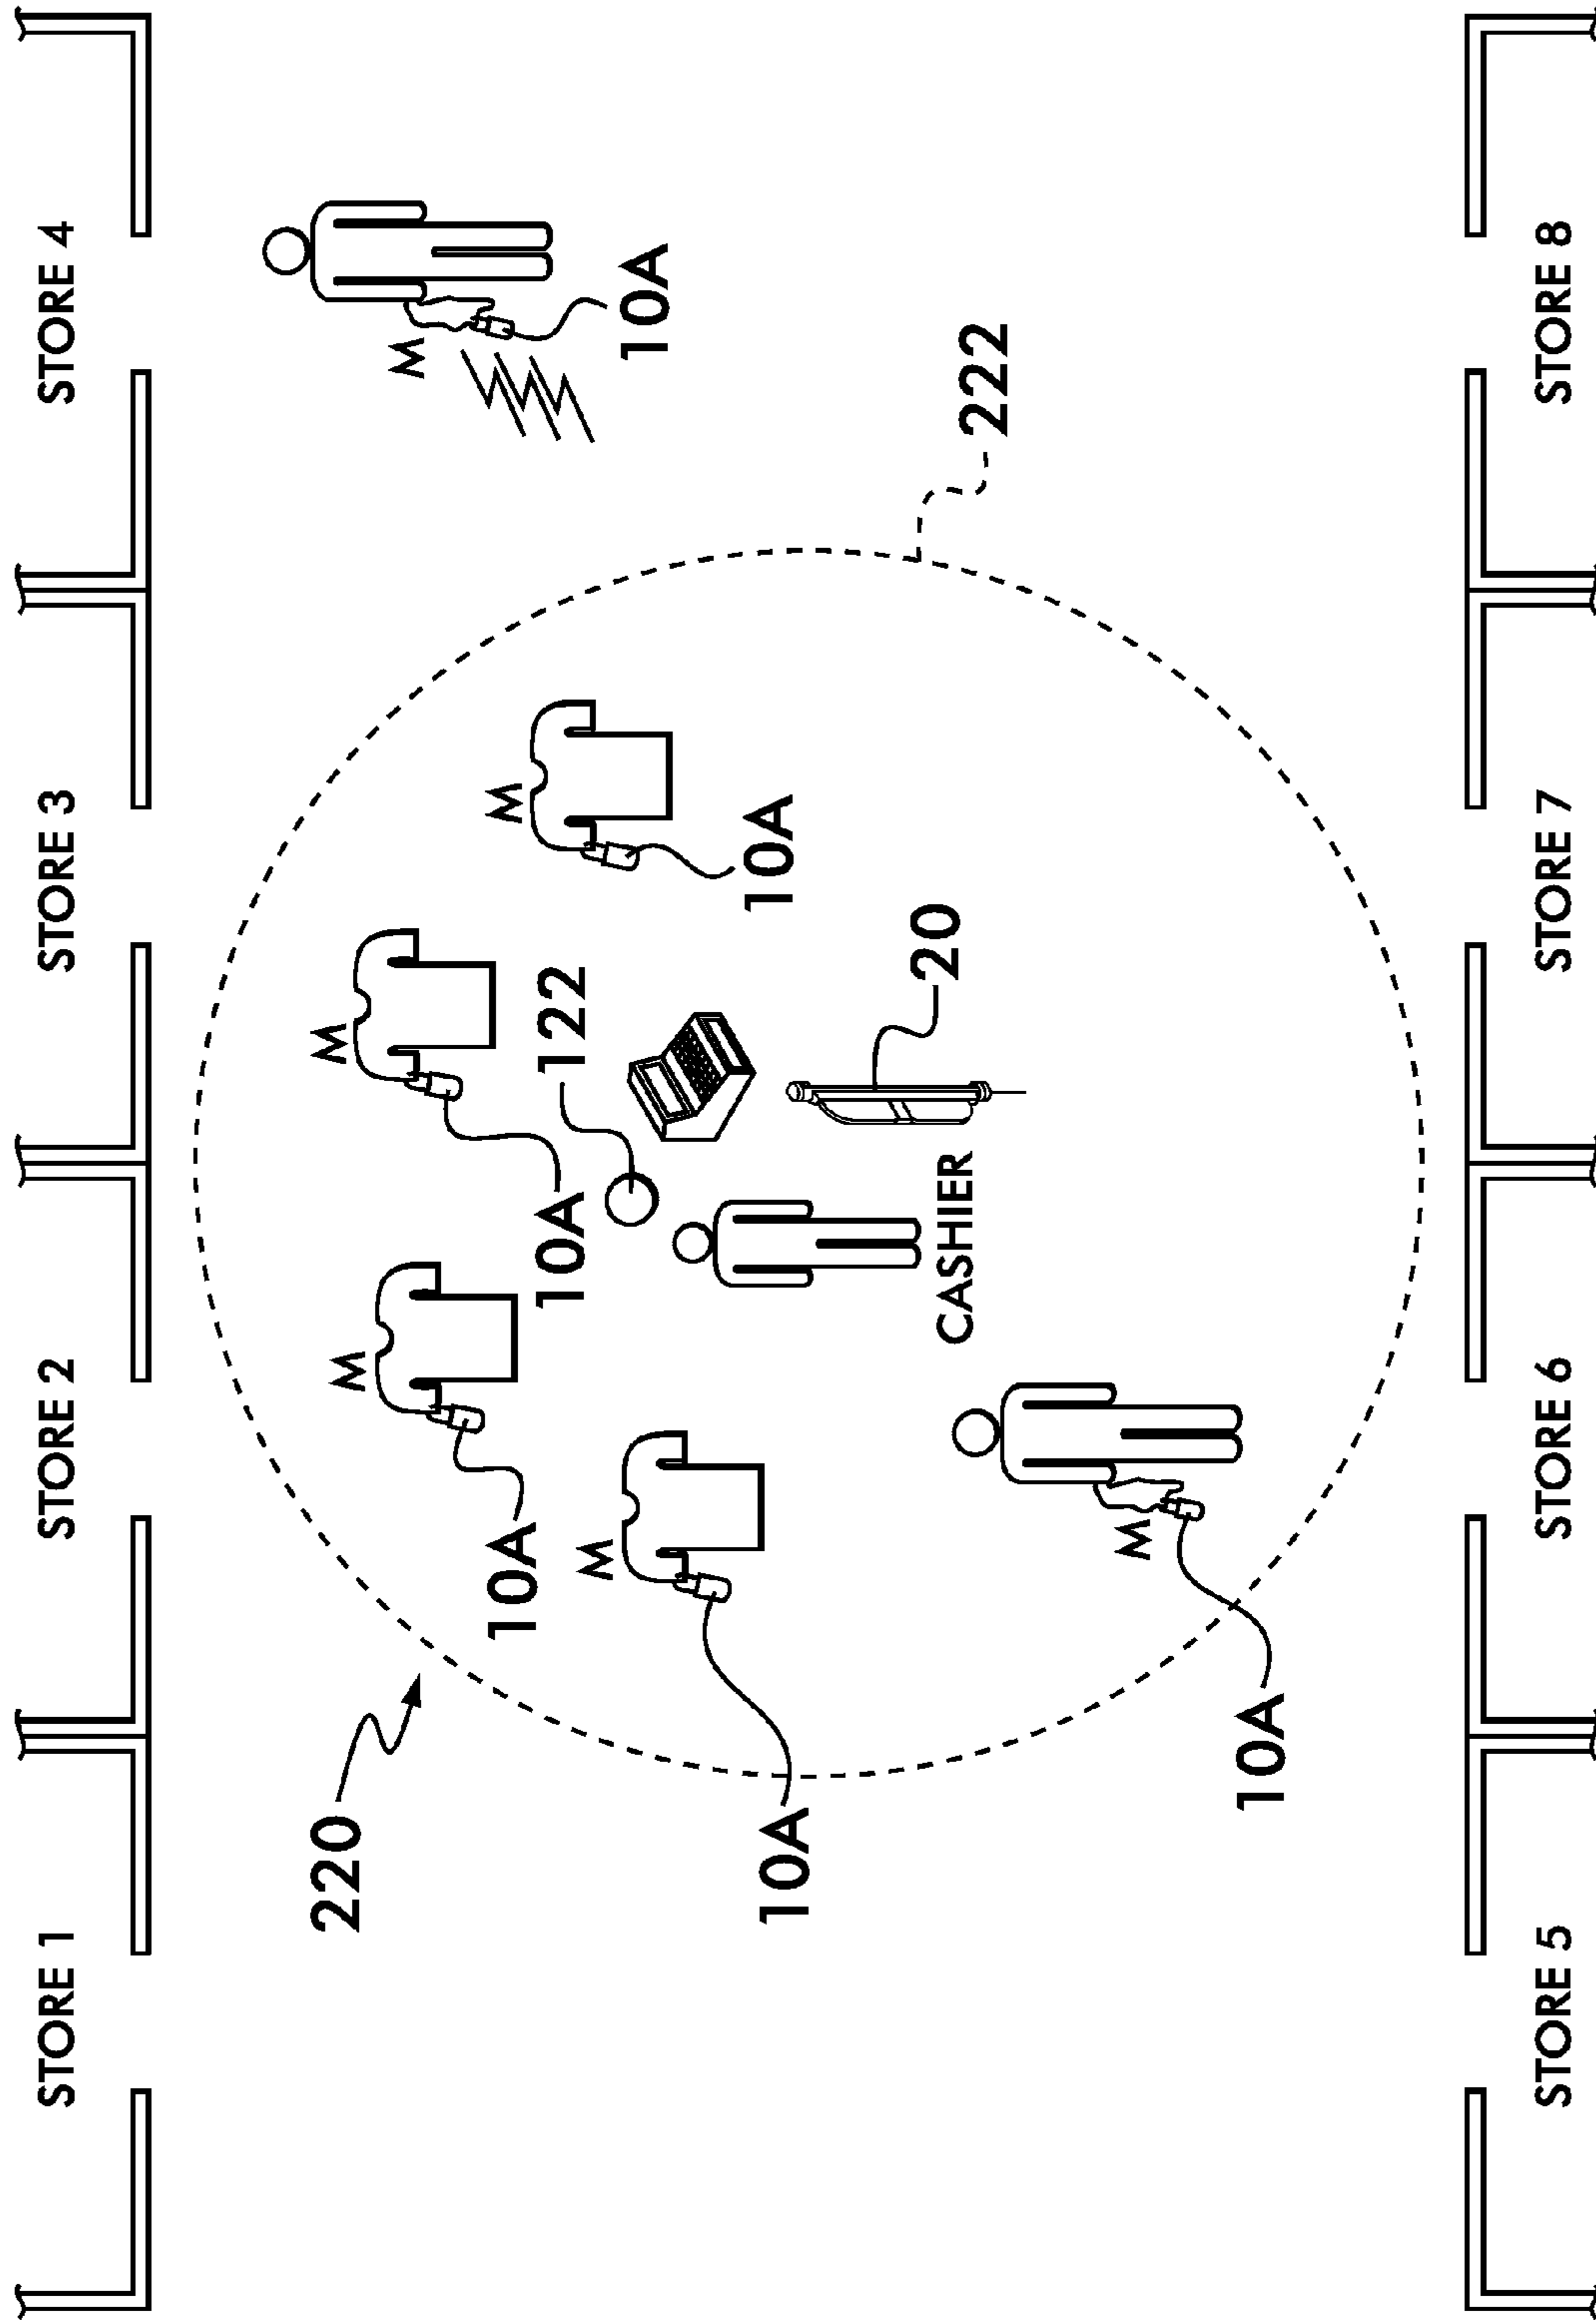 STORE 1
STORE 2
STORE 3
STORE 4
220
M
M
M
M
10A
10A
122
M
10A
10A
10A
20
CASHIER
222
M
10A
STORE 5
STORE 6
STORE 7
STORE 8